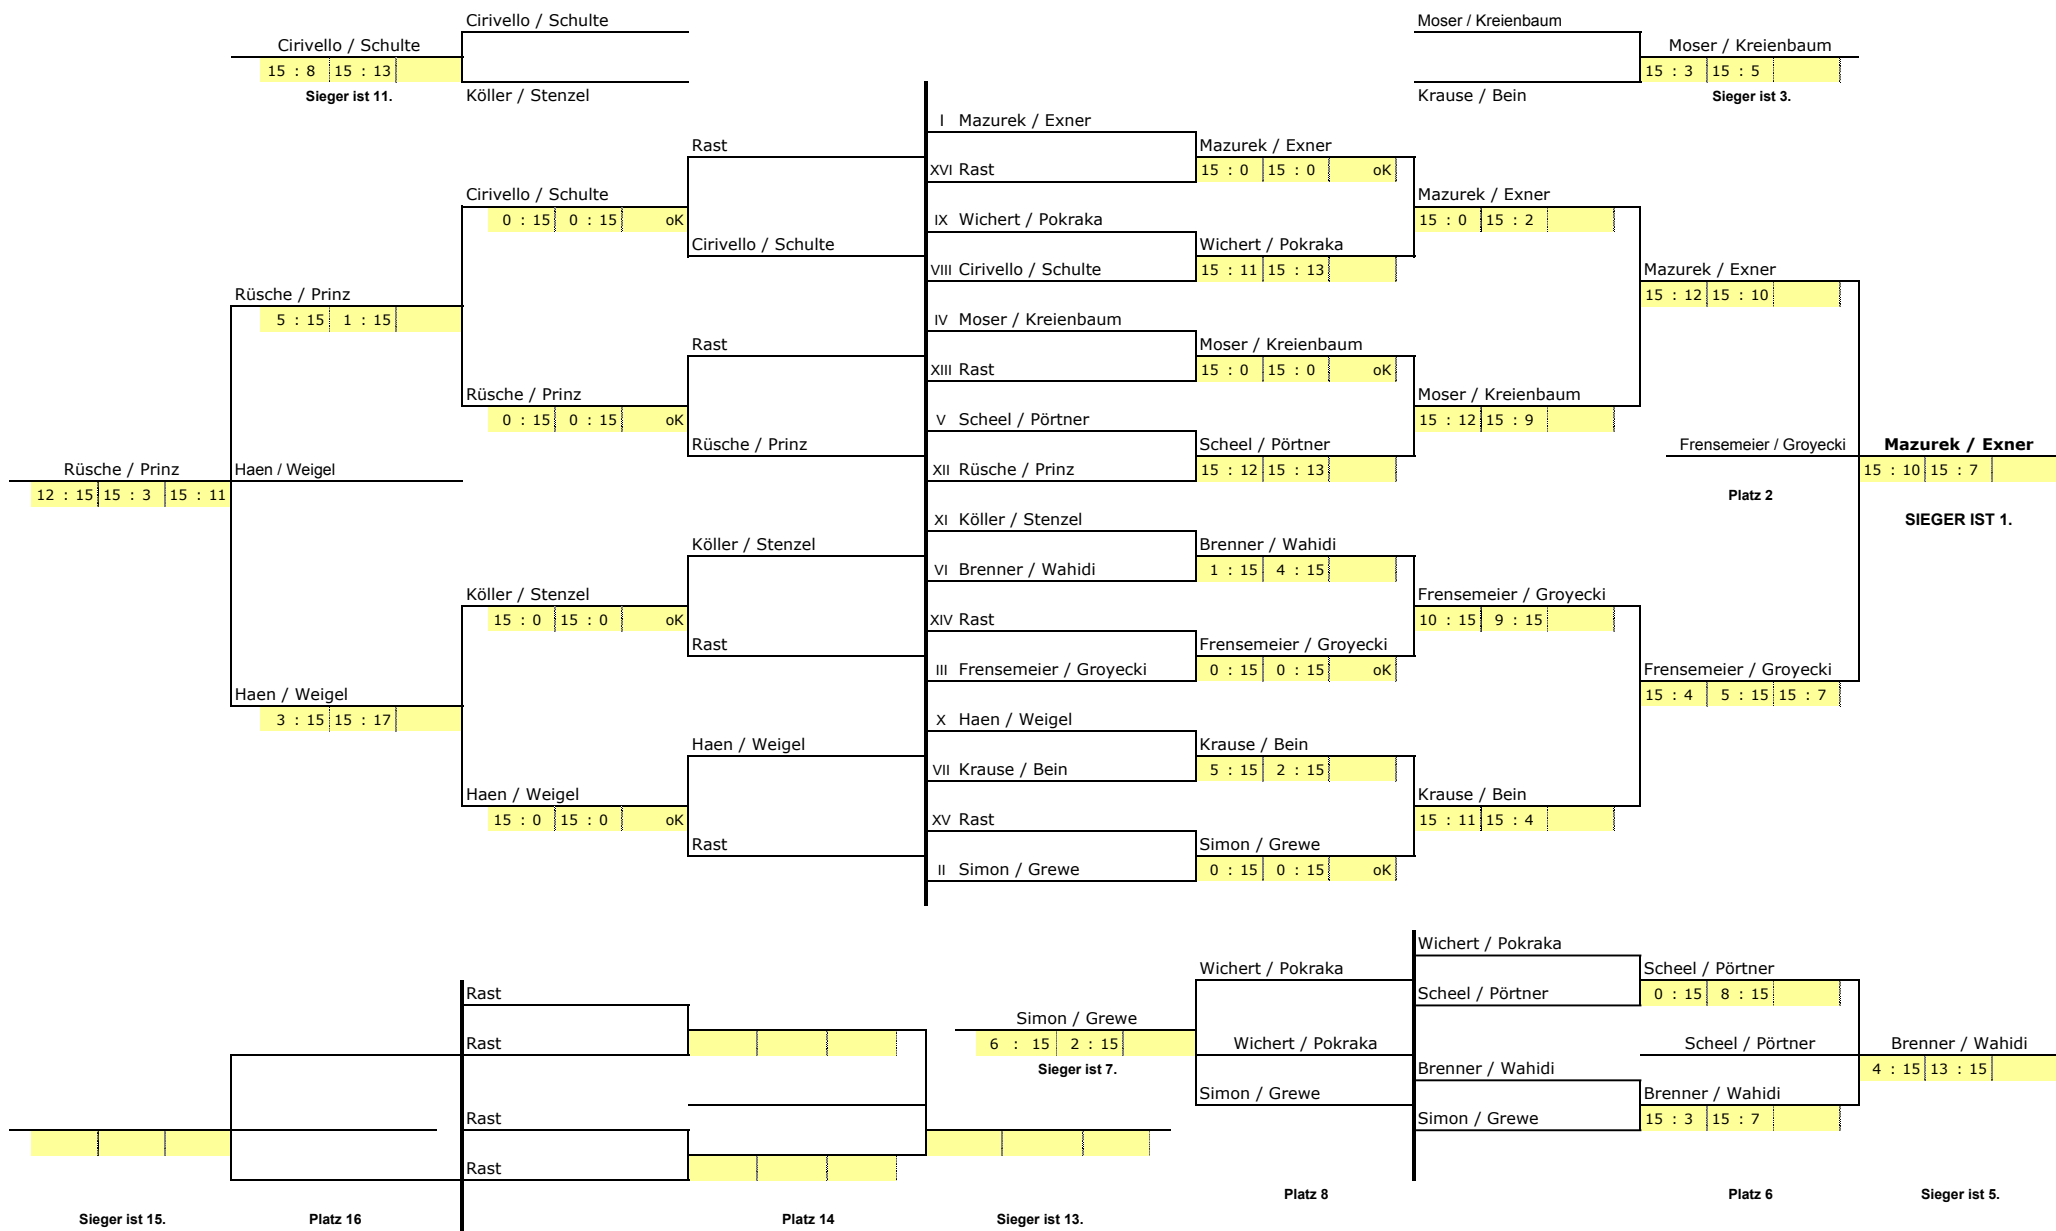 Cirivello / Schulte
Moser / Kreienbaum
Cirivello / Schulte
Moser / Kreienbaum
15 : 8 15 : 13
15 : 3 15 : 5
Sieger ist 11.
Köller / Stenzel
Krause / Bein
Sieger ist 3.
I Mazurek / Exner
Rast
Mazurek / Exner
XVI Rast
15 : 0 15 : 0 oK
Cirivello / Schulte
Mazurek / Exner
0 : 15 0 : 15 oK
IX Wichert / Pokraka
15 : 0 15 : 2
Cirivello / Schulte
Wichert / Pokraka
VIII Cirivello / Schulte
15 : 11 15 : 13
Mazurek / Exner
Rüsche / Prinz
15 : 12 15 : 10
5 : 15 1 : 15
IV Moser / Kreienbaum
Rast
Moser / Kreienbaum
XIII Rast
15 : 0 15 : 0 oK
Rüsche / Prinz
Moser / Kreienbaum
0 : 15 0 : 15 oK
V Scheel / Pörtner
15 : 12 15 : 9
Rüsche / Prinz
Scheel / Pörtner
Frensemeier / Groyecki
Mazurek / Exner
Rüsche / Prinz
Haen / Weigel
XII Rüsche / Prinz
15 : 12 15 : 13
15 : 10 15 : 7
12 : 15 15 : 3 15 : 11
Platz 2
XI Köller / Stenzel
SIEGER IST 1.
Köller / Stenzel
Brenner / Wahidi
VI Brenner / Wahidi
1 : 15 4 : 15
Köller / Stenzel
Frensemeier / Groyecki
15 : 0 15 : 0 oK
XIV Rast
10 : 15 9 : 15
Rast
Frensemeier / Groyecki
III Frensemeier / Groyecki
0 : 15 0 : 15 oK
Frensemeier / Groyecki
Haen / Weigel
15 : 4 5 : 15 15 : 7
3 : 15 15 : 17
X Haen / Weigel
Haen / Weigel
Krause / Bein
VII Krause / Bein
5 : 15 2 : 15
Haen / Weigel
Krause / Bein
15 : 0 15 : 0 oK
XV Rast
15 : 11 15 : 4
Rast
Simon / Grewe
II Simon / Grewe
0 : 15 0 : 15 oK
Wichert / Pokraka
Wichert / Pokraka
Scheel / Pörtner
Rast
Scheel / Pörtner
0 : 15 8 : 15
Simon / Grewe
Rast
6 : 15 2 : 15
Wichert / Pokraka
Scheel / Pörtner
Brenner / Wahidi
Sieger ist 7.
Brenner / Wahidi
4 : 15 13 : 15
Simon / Grewe
Brenner / Wahidi
Rast
Simon / Grewe
15 : 3 15 : 7
Rast
Platz 8
Platz 6
Sieger ist 5.
Sieger ist 15.
Platz 16
Platz 14
Sieger ist 13.